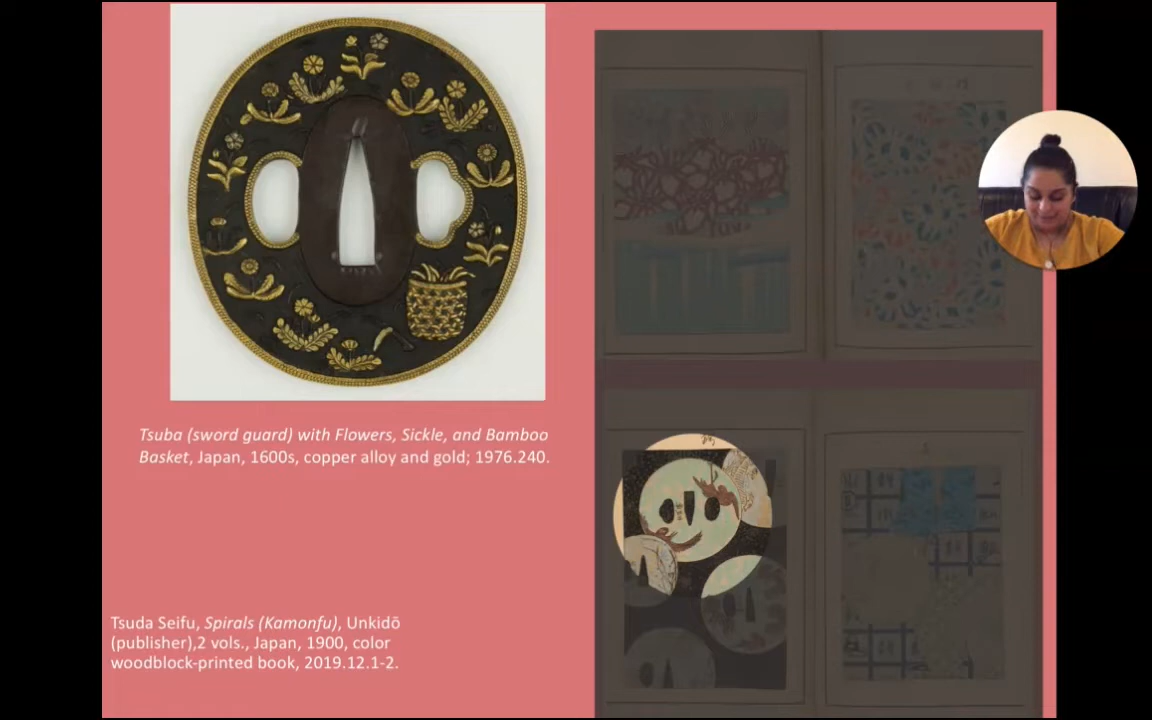 Tsuba (sword guard) with Flowers, Sickle, and Bamboo
Basket, Japan, 1600s, copper alloy and gold; 1976.240.
Tsuda Seifu, Spirals (Kamonfu), Unkidō
(publisher),2 vols., Japan, 1900, color
woodblock-printed book, 2019.12.1-2.